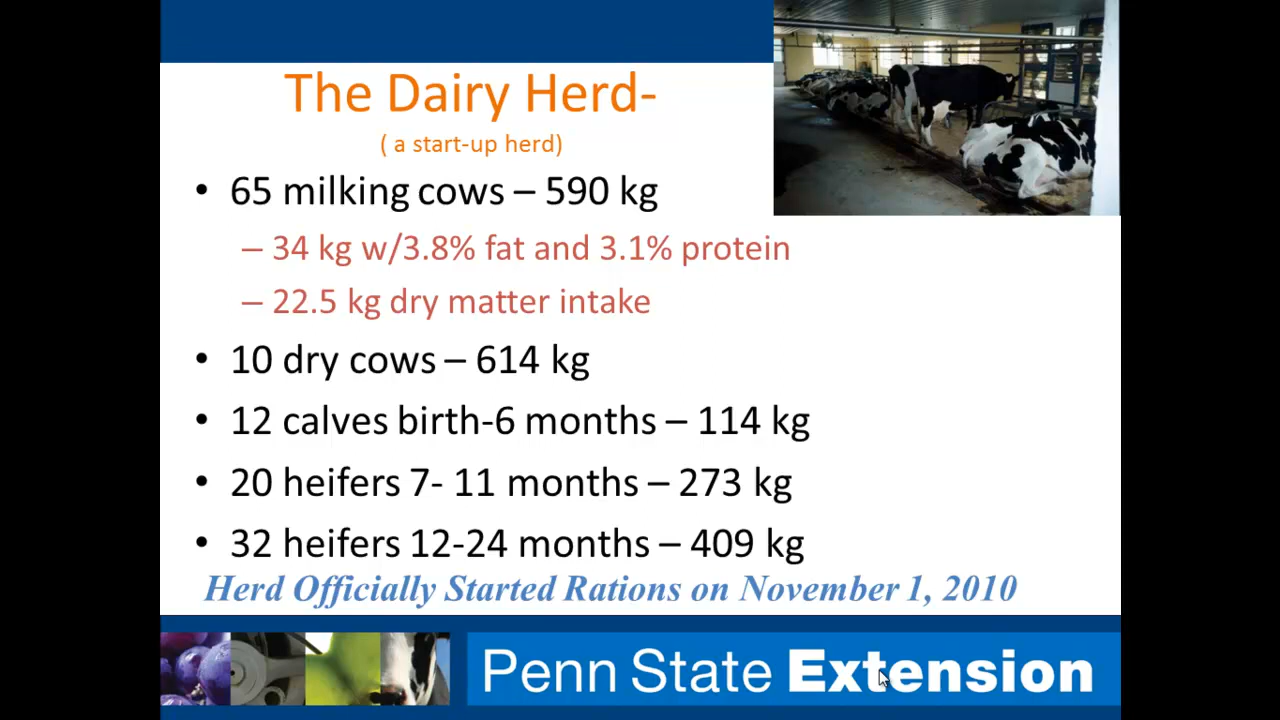 The Dairy Herd-
( a start-up herd)
• 65 milking cows – 590 kg
– 34 kg w/3.8% fat and 3.1% protein
– 22.5 kg dry matter intake
• 10 dry cows – 614 kg
• 12 calves birth-6 months – 114 kg
• 20 heifers 7- 11 months – 273 kg
• 32 heifers 12-24 months – 409 kg
Herd Officially Started Rations on November 1, 2010
Penn State Extension